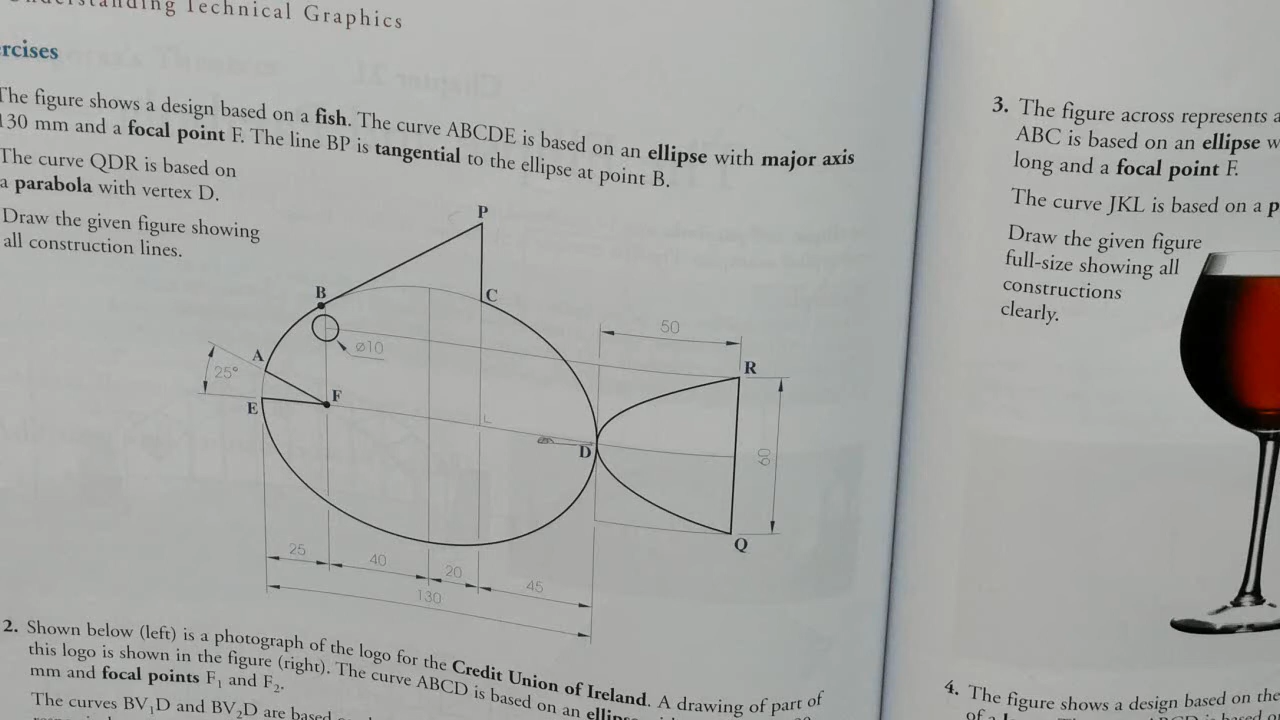 Understanding Technical Graphics
rcises
The figure shows a design based on a fish. The curve ABCDE is based on an ellipse with major axis
130 mm and a focal point F. The line BP is tangential to the ellipse at point B.
The curve QDR is based on
a parabola with vertex D.
Draw the given figure showing
all construction lines.
P
B
C
50
ø10
R
A
25°
F
E
D
60
Q
25
40
20
45
130
2. Shown below (left) is a photograph of the logo for the Credit Union of Ireland. A drawing of part of
this logo is shown in the figure (right). The curve ABCD is based on an
mm and focal points F₁ and F₂.
The curves BV₁D and BV₂D are based
3. The figure across represents a
ABC is based on an ellipse w
long and a focal point F.
The curve JKL is based on a p
Draw the given figure
full-size showing all
constructions
clearly.
4. The figure shows a design based on the